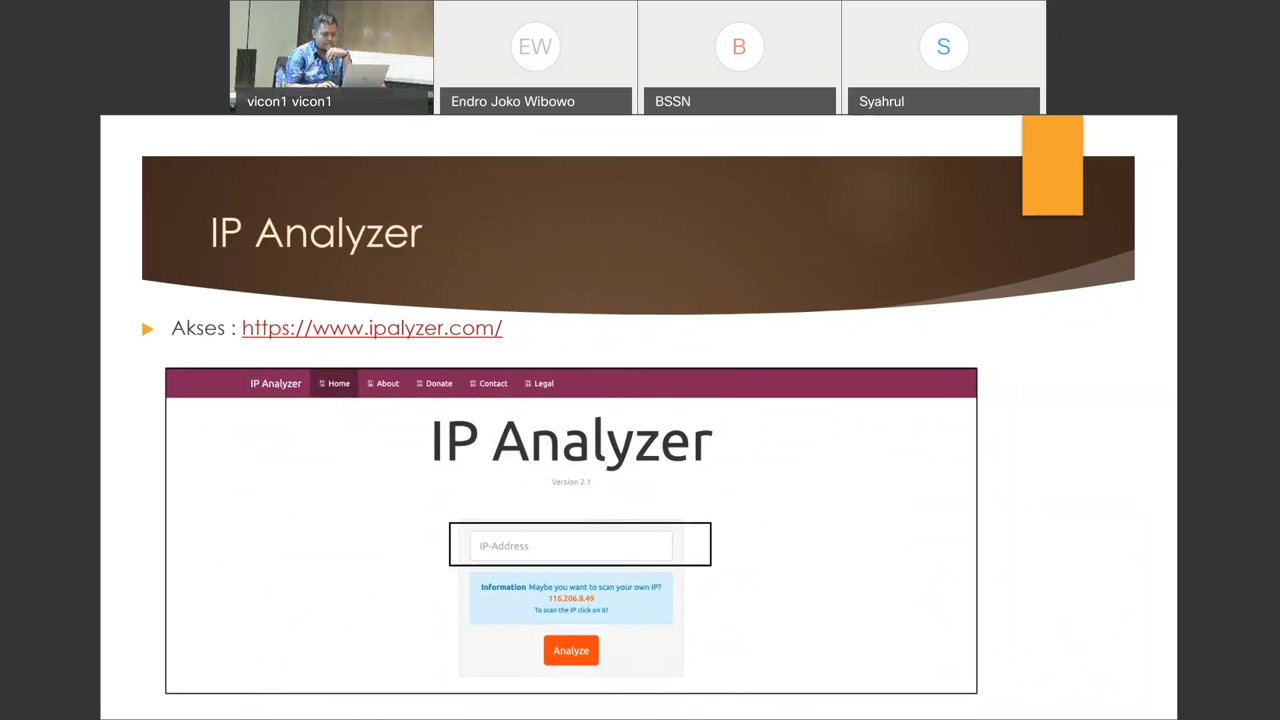 EW
B
S
vicon1 vicon1
Endro Joko Wibowo
BSSN
Syahrul
IP Analyzer
Akses : https://www.ipalyzer.com/
IP Analyzer Home About Donate Contact Legal
IP Analyzer
Version 2.1
IP-Address
Information Maybe you want to scan your own IP?
116.206.8.49
To scan the IP click on it!
Analyze